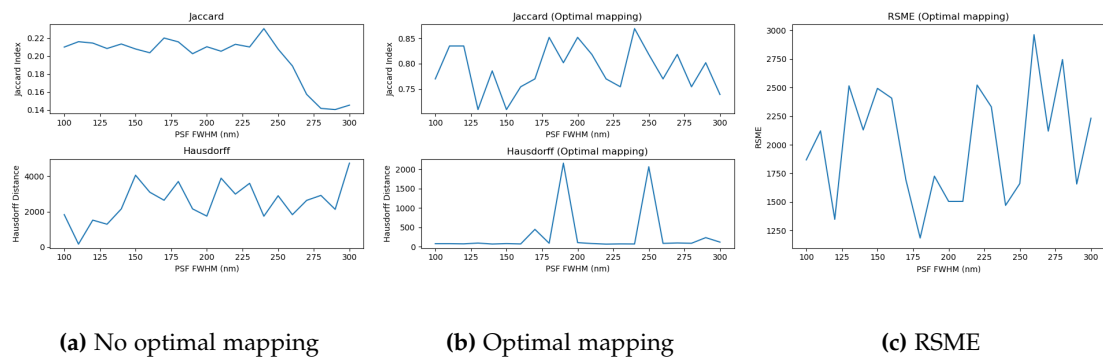 Jaccard
Jaccard Index
0.22
0.20
0.18
0.16
0.14
100 125 150 175 200 225 250 275 300
PSF FWHM (nm)
Hausdorff
Hausdorff Distance
4000
2000
0
100 125 150 175 200 225 250 275 300
PSF FWHM (nm)
(a) No optimal mapping
Jaccard (Optimal mapping)
Jaccard Index
0.85
0.80
0.75
100 125 150 175 200 225 250 275 300
PSF FWHM (nm)
Hausdorff (Optimal mapping)
Hausdorff Distance
2000
1500
1000
500
0
100 125 150 175 200 225 250 275 300
PSF FWHM (nm)
(b) Optimal mapping
RSME (Optimal mapping)
RSME
3000
2750
2500
2250
2000
1750
1500
1250
100 125 150 175 200 225 250 275 300
PSF FWHM (nm)
(c) RSME